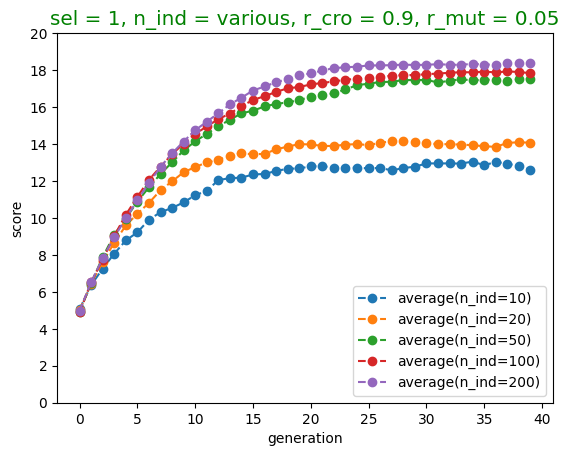 sel = 1, n_ind = various, r_cro = 0.9, r_mut = 0.05
20
18
16
14
12
10
8
6
4
2
0
score
0 5 10 15 20 25 30 35 40
generation
average(n_ind=10)
average(n_ind=20)
average(n_ind=50)
average(n_ind=100)
average(n_ind=200)